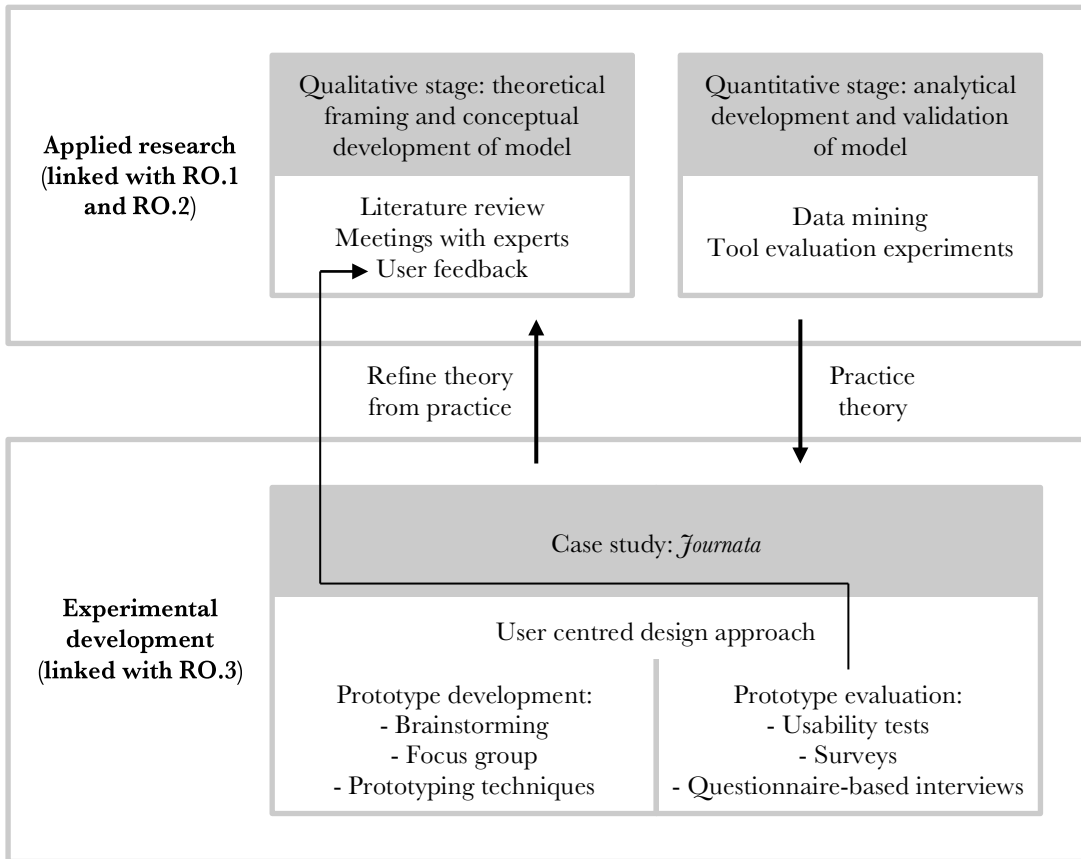 Applied research
(linked with RO.1
and RO.2)
Qualitative stage: theoretical
framing and conceptual
development of model
Literature review
Meetings with experts
User feedback
Quantitative stage: analytical
development and validation
of model
Data mining
Tool evaluation experiments
Refine theory
from practice
Practice
theory
Experimental
development
(linked with RO.3)
Case study: Journata
User centred design approach
Prototype development:
- Brainstorming
- Focus group
- Prototyping techniques
Prototype evaluation:
- Usability tests
- Surveys
- Questionnaire-based interviews